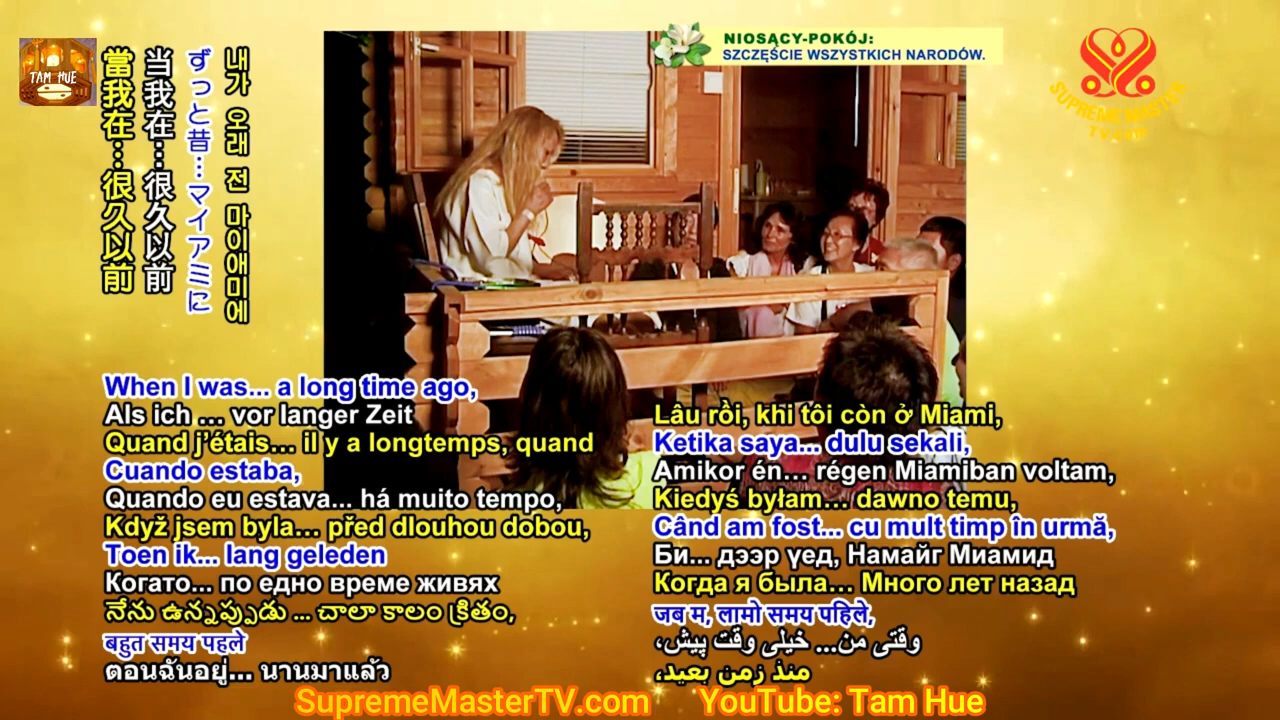 TAM HUE
當我在…很久以前
当我在…很久以前
ずっと昔…マイアミに
내가 오래 전 마이애미에
NIOSĄCY-POKÓJ:
SZCZĘŚCIE WSZYSTKICH NARODÓW.
SUPREME MASTER
TV.COM
When I was... a long time ago,
Als ich … vor langer Zeit
Quand j’étais… il y a longtemps, quand
Cuando estaba,
Quando eu estava... há muito tempo,
Když jsem byla… před dlouhou dobou,
Toen ik... lang geleden
Когато... по едно време живях
నేను ఉన్నప్పుడు ... చాలా కాలం క్రితం,
बहुत समय पहले
ตอนฉันอยู่... นานมาแล้ว
Lâu rồi, khi tôi còn ở Miami,
Ketika saya... dulu sekali,
Amikor én… régen Miamiban voltam,
Kiedyś byłam… dawno temu,
Când am fost... cu mult timp în urmă,
Би... дээр үед, Намайг Миамид
Когда я была… Много лет назад
जब म, लामो समय पहिले,
وقتی من... خیلی وقت پیش،
منذ زمن بعيد،
SupremeMasterTV.com YouTube: Tam Hue